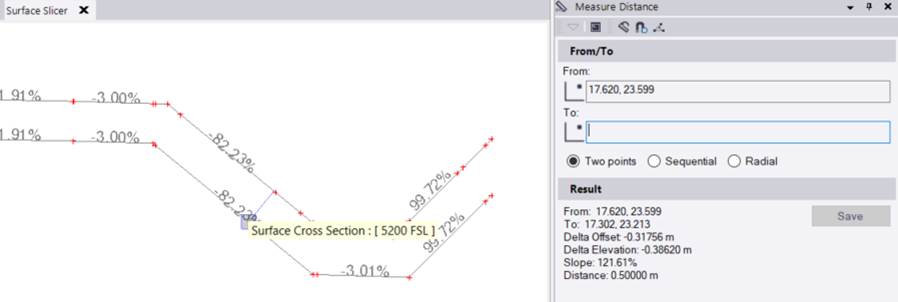 Surface Slicer X
1.91%
-3.00%
1.91%
-3.00%
-82.23%
-82.23%
99.72%
Surface Cross Section : [ 5200 FSL ]
99.72%
-3.01%
Measure Distance
From/To
From:
17.620, 23.599
To:
Two points Sequential Radial
Result
From: 17.620, 23.599
To: 17.302, 23.213
Delta Offset: -0.31756 m
Delta Elevation: -0.38620 m
Slope: 121.61%
Distance: 0.50000 m
Save